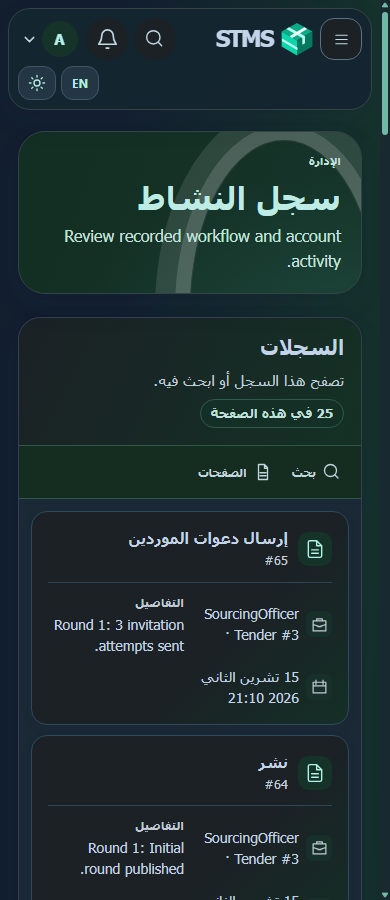 STMS
A
EN
الإدارة
سجل النشاط
Review recorded workflow and account
activity.
السجلات
تصفح هذا السجل أو ابحث فيه.
25 في هذه الصفحة
بحث
الصفحات
إرسال دعوات الموردين
#65
SourcingOfficer
Tender #3 ·
التفاصيل
Round 1: 3 invitation
attempts sent.
15 تشرين الثاني
2026 21:10
نشر
#64
SourcingOfficer
Tender #3 ·
التفاصيل
Round 1: Initial
round published.